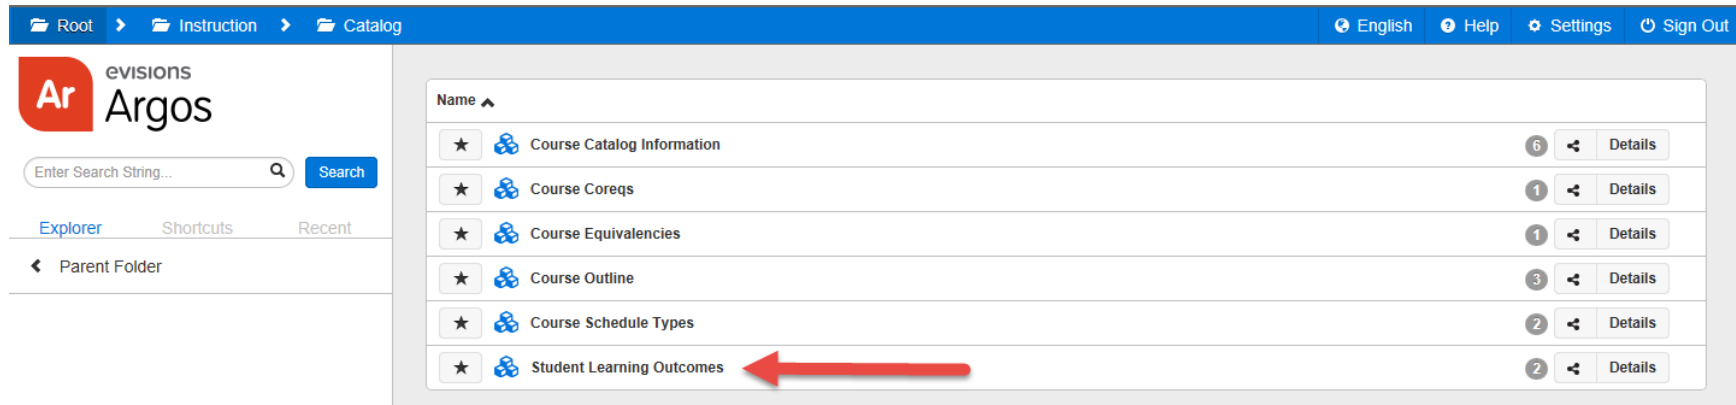 Root Instruction Catalog English Help Settings Sign Out
Ar evisions Argos
Enter Search String... Search
Explorer Shortcuts Recent
Parent Folder
Name
Course Catalog Information 6 Details
Course Coreqs 1 Details
Course Equivalencies 1 Details
Course Outline 3 Details
Course Schedule Types 2 Details
Student Learning Outcomes 2 Details